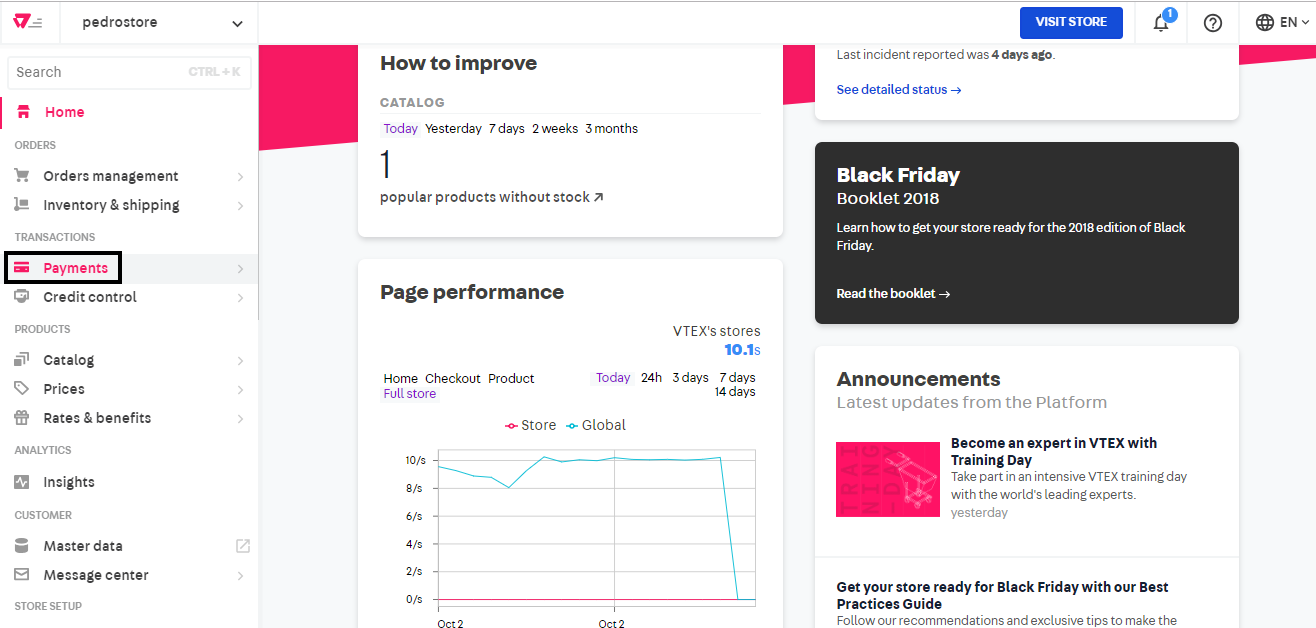 pedrostore
VISIT STORE
1
EN
Search CTRL + K
Home
ORDERS
Orders management
Inventory & shipping
TRANSACTIONS
Payments
Credit control
PRODUCTS
Catalog
Prices
Rates & benefits
ANALYTICS
Insights
CUSTOMER
Master data
Message center
STORE SETUP
How to improve
CATALOG
Today Yesterday 7 days 2 weeks 3 months
1
popular products without stock
Page performance
VTEX's stores
10.1s
Home Checkout Product
Full store
Today 24h 3 days 7 days
14 days
Store Global
10/s
8/s
6/s
4/s
2/s
0/s
Oct 2 Oct 2
Last incident reported was 4 days ago.
See detailed status →
Black Friday
Booklet 2018
Learn how to get your store ready for the 2018 edition of Black
Friday.
Read the booklet →
Announcements
Latest updates from the Platform
TRAI
NING
-DAY
Become an expert in VTEX with
Training Day
Take part in an intensive VTEX training day
with the world's leading experts.
yesterday
Get your store ready for Black Friday with our Best
Practices Guide
Follow our recommendations and exclusive tips to make the